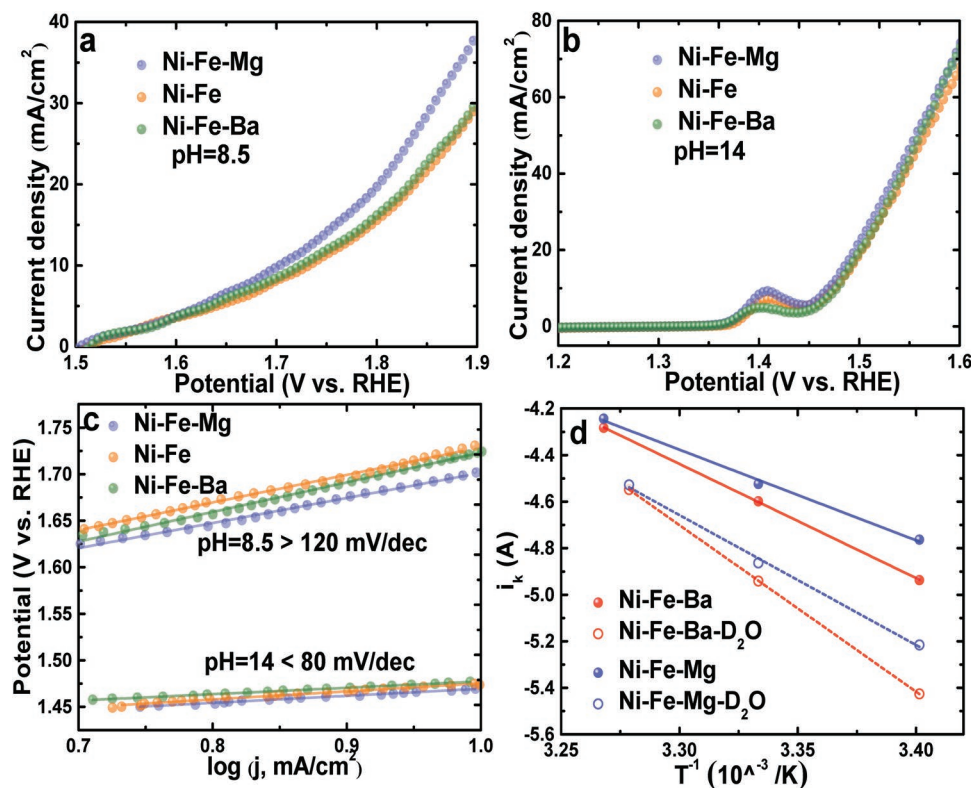 a
Ni-Fe-Mg
Ni-Fe
Ni-Fe-Ba
pH=8.5
Current density (mA/cm²)
40
30
20
10
0
1.5 1.6 1.7 1.8 1.9
Potential (V vs. RHE)
b
Ni-Fe-Mg
Ni-Fe
Ni-Fe-Ba
pH=14
Current density (mA/cm²)
80
60
40
20
0
1.2 1.3 1.4 1.5 1.6
Potential (V vs. RHE)
c
Ni-Fe-Mg
Ni-Fe
Ni-Fe-Ba
pH=8.5 > 120 mV/dec
pH=14 < 80 mV/dec
Potential (V vs. RHE)
1.75
1.70
1.65
1.60
1.55
1.50
1.45
0.7 0.8 0.9 1.0
log (j, mA/cm²)
d
Ni-Fe-Ba
Ni-Fe-Ba-D₂O
Ni-Fe-Mg
Ni-Fe-Mg-D₂O
iₖ (A)
-4.2
-4.4
-4.6
-4.8
-5.0
-5.2
-5.4
-5.6
3.25 3.30 3.35 3.40
T⁻¹ (10^⁻³ /K)